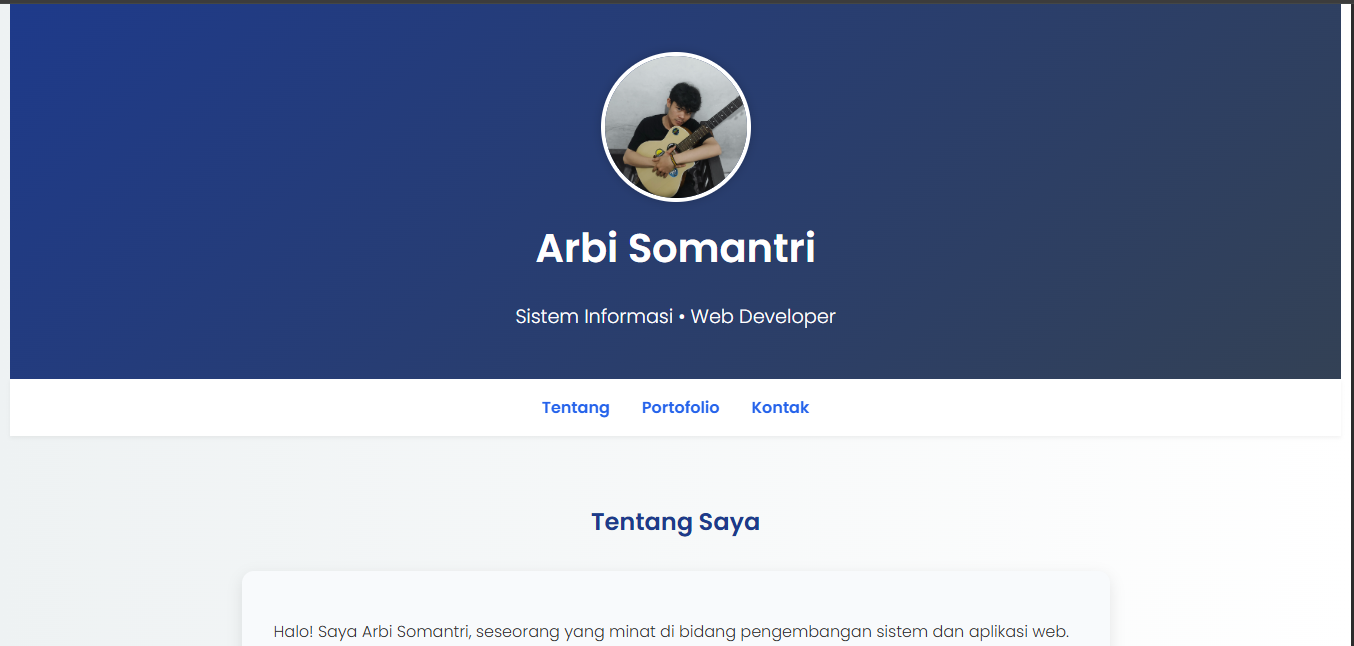 Arbi Somantri
Sistem Informasi • Web Developer
Tentang Portofolio Kontak
Tentang Saya
Halo! Saya Arbi Somantri, seseorang yang minat di bidang pengembangan sistem dan aplikasi web.